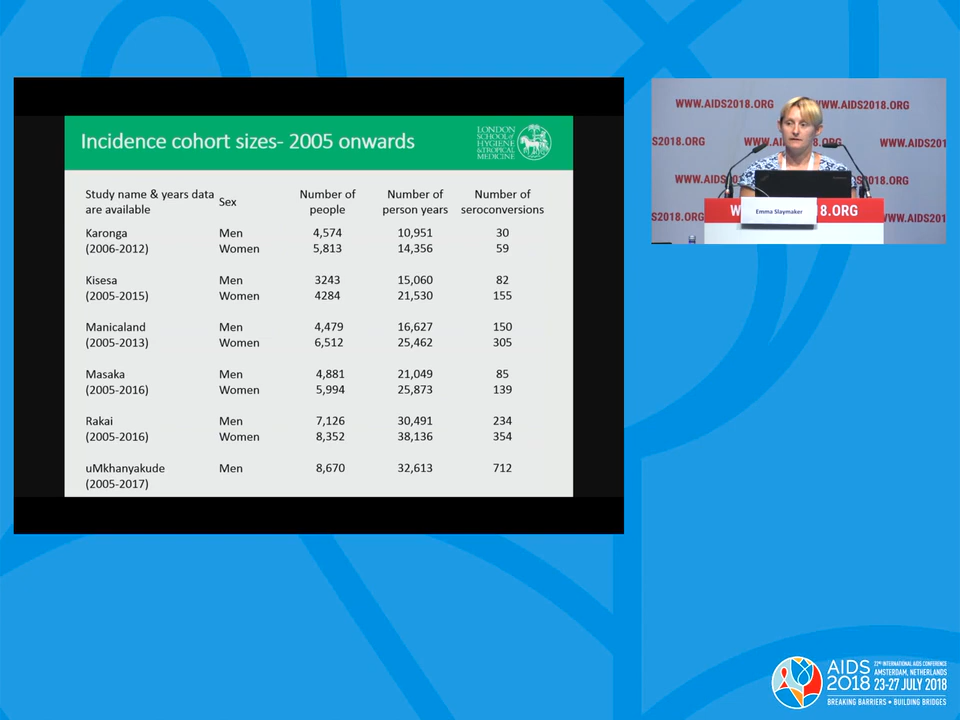 Incidence cohort sizes- 2005 onwards
LONDON
SCHOOL of
HYGIENE
&TROPICAL
MEDICINE
Study name & years data are available Sex Number of people Number of person years Number of seroconversions
Karonga Men 4,574 10,951 30
(2006-2012) Women 5,813 14,356 59
Kisesa Men 3243 15,060 82
(2005-2015) Women 4284 21,530 155
Manicaland Men 4,479 16,627 150
(2005-2013) Women 6,512 25,462 305
Masaka Men 4,881 21,049 85
(2005-2016) Women 5,994 25,873 139
Rakai Men 7,126 30,491 234
(2005-2016) Women 8,352 38,136 354
uMkhanyakude Men 8,670 32,613 712
(2005-2017)
WWW.AIDS2018.ORG WWW.AIDS2018.ORG
S2018.ORG WWW.AI 8.ORG WWW.AIDS201
WWW.AIDS201 018.ORG
S2018.ORG W 18.ORG WWW.AIDS201
Emma Slaymaker
AIDS 2018
22ND INTERNATIONAL AIDS CONFERENCE
AMSTERDAM, NETHERLANDS
23-27 JULY 2018
BREAKING BARRIERS • BUILDING BRIDGES